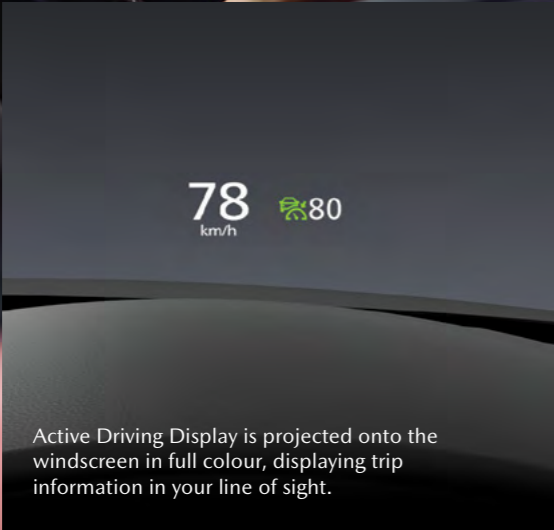 78 80
km/h
Active Driving Display is projected onto the
windscreen in full colour, displaying trip
information in your line of sight.